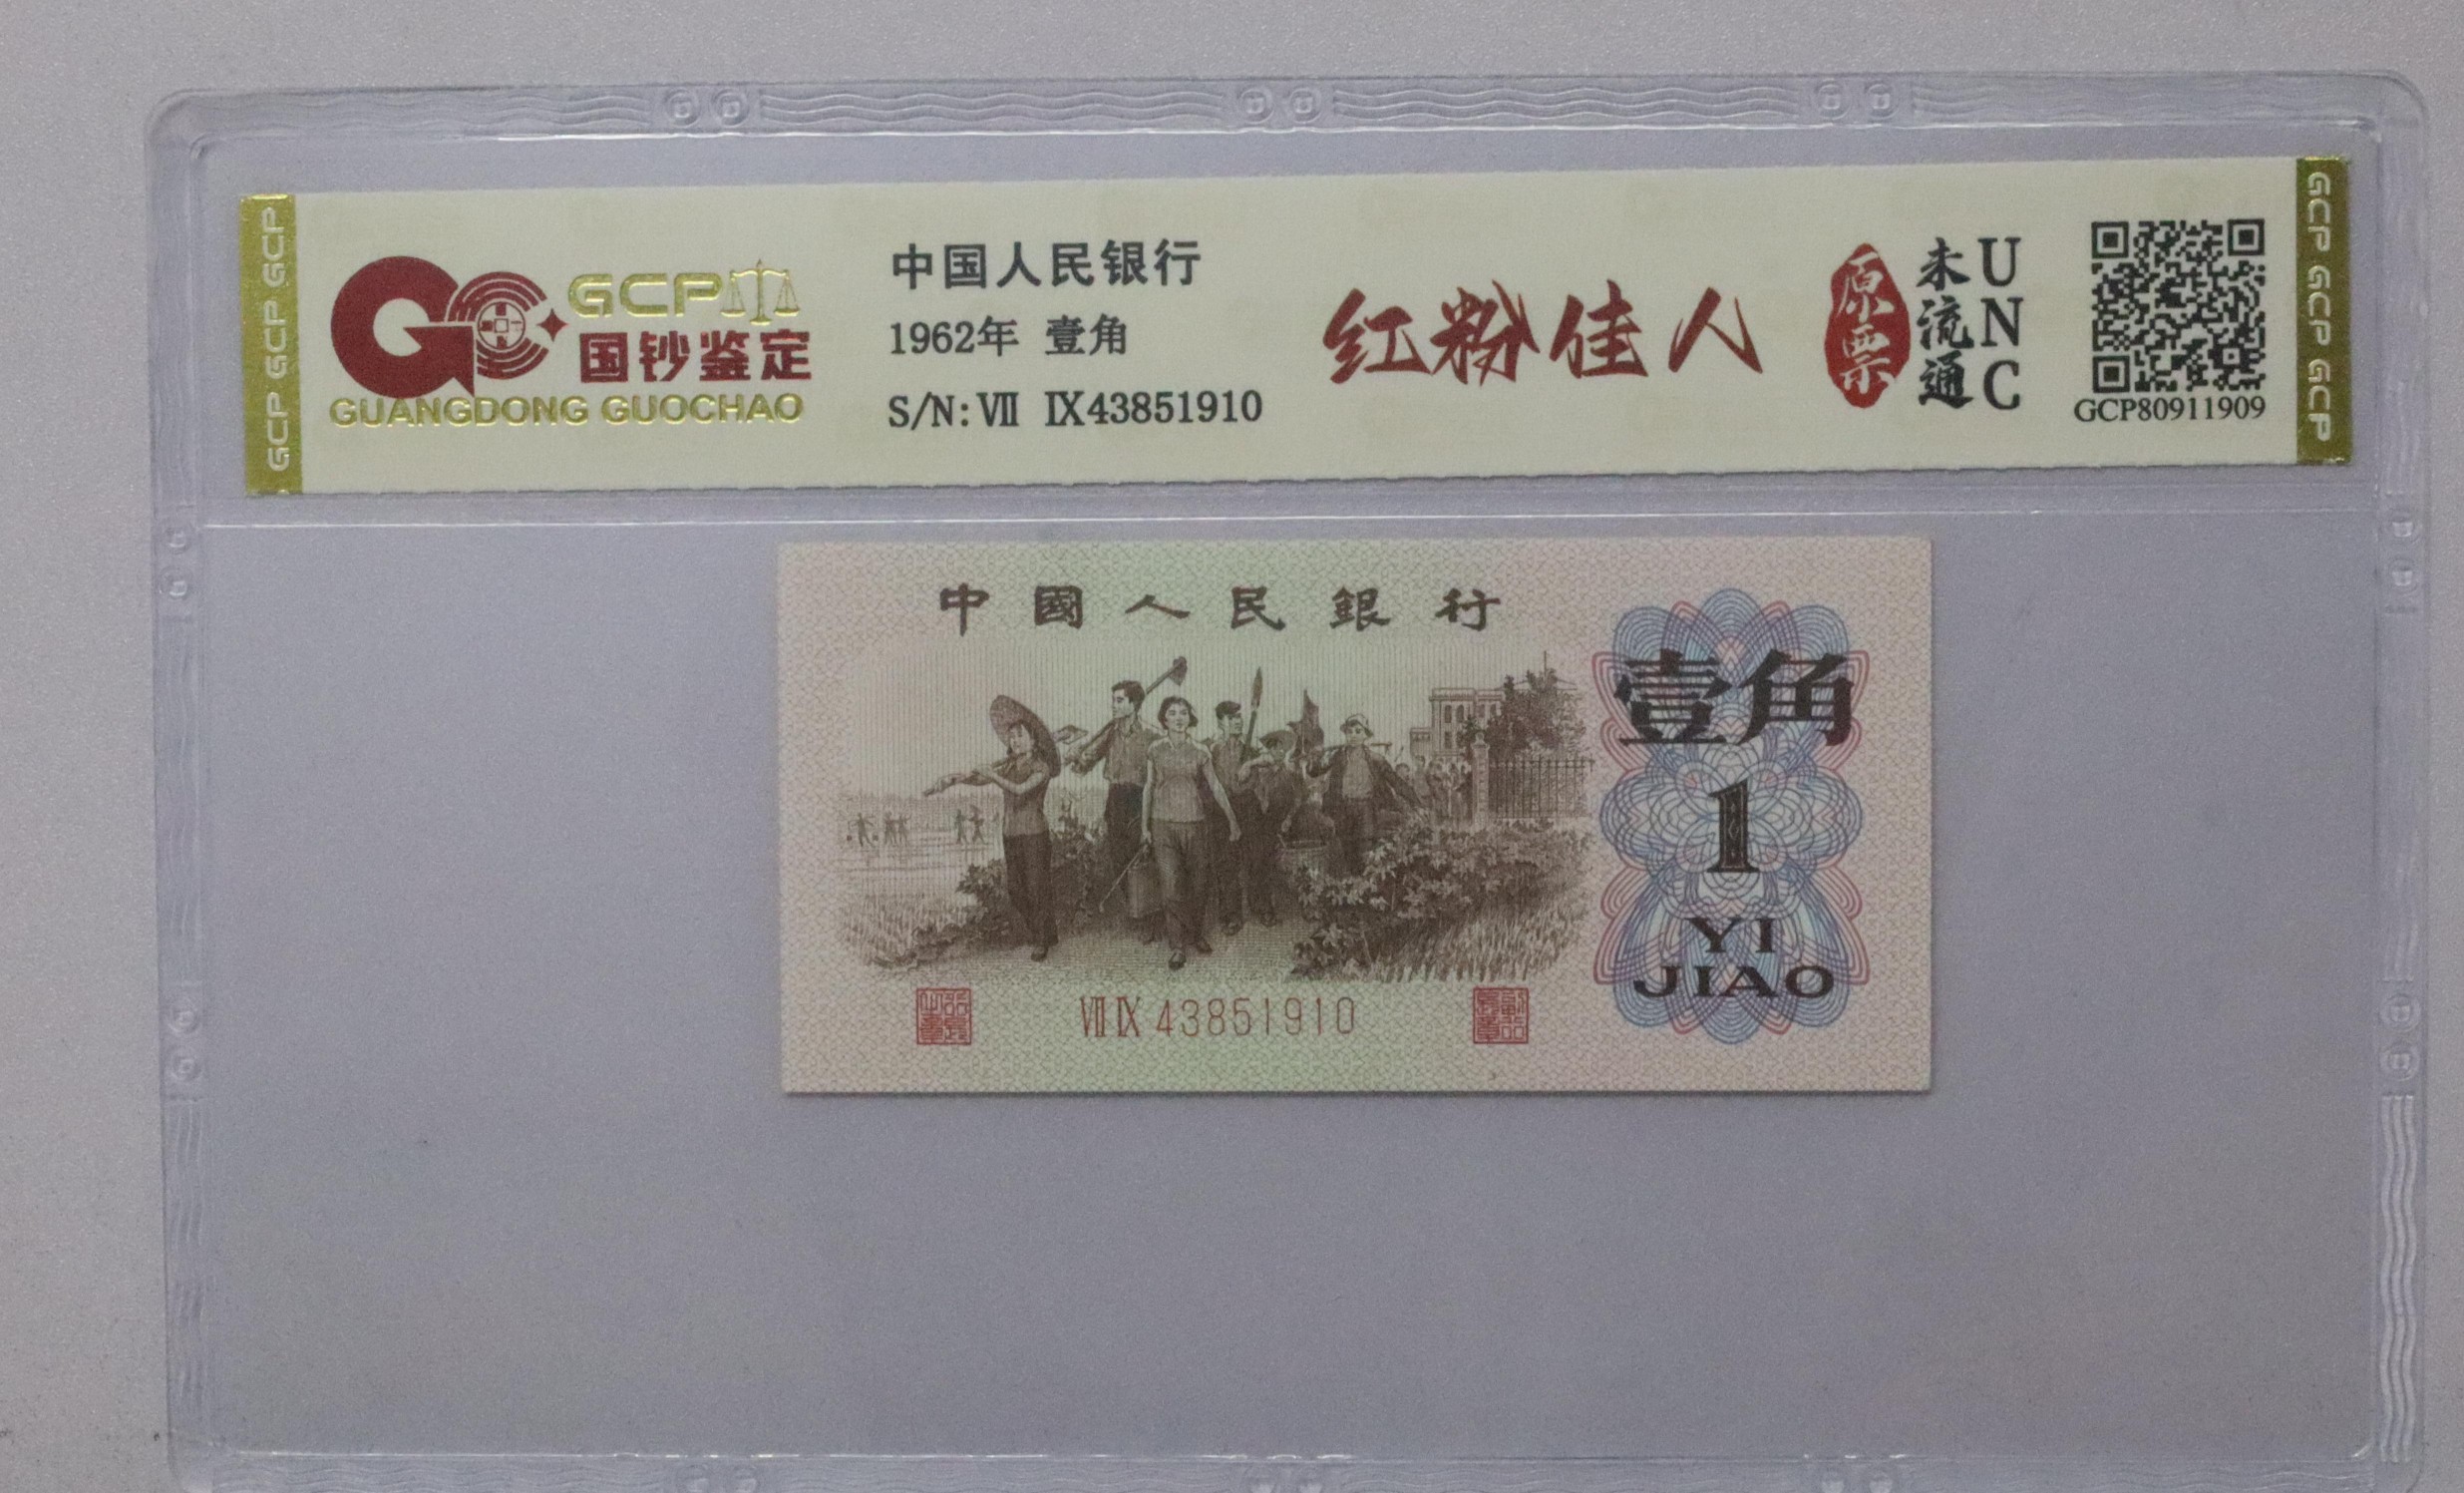 GCP GCP GCP
GCP
国钞鉴定
GUANGDONG GUOCHAO
中国人民银行
1962年 壹角
S/N: Ⅶ Ⅸ43851910
红粉佳人
原票
未流通
UNC
GCP80911909
GCP GCP GCP
中國人民銀行
壹角
1
YI
JIAO
ⅦⅨ 43851910